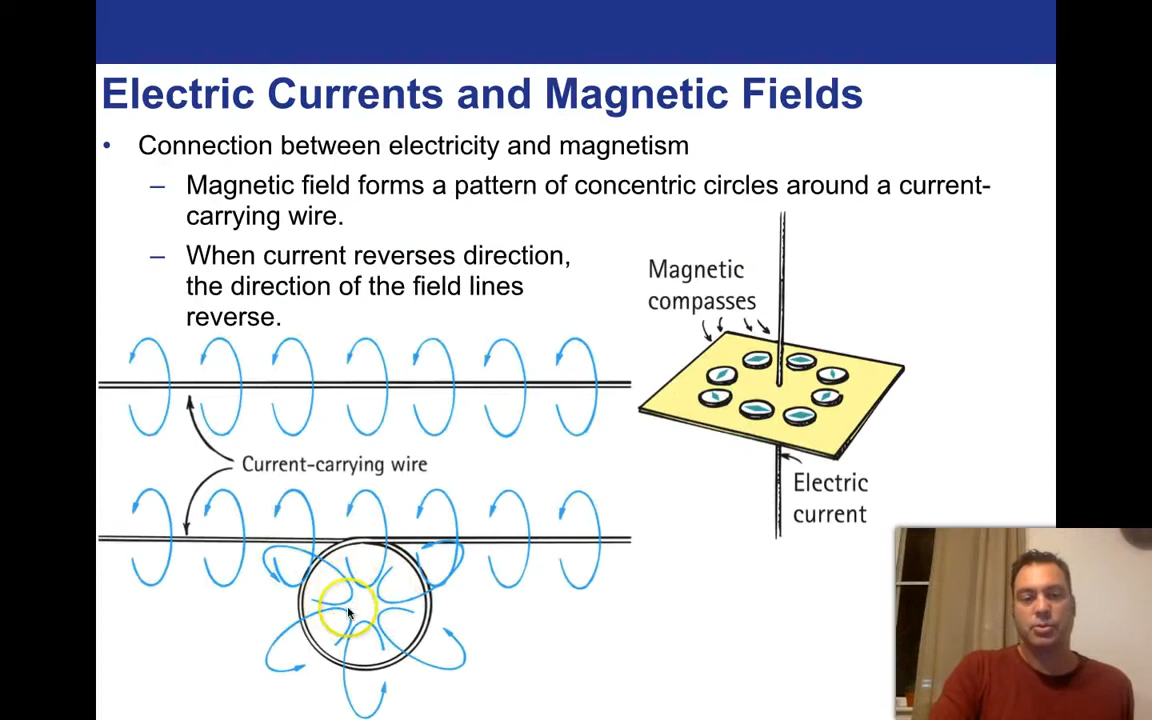 Electric Currents and Magnetic Fields
• Connection between electricity and magnetism
– Magnetic field forms a pattern of concentric circles around a current-
carrying wire.
– When current reverses direction,
the direction of the field lines
reverse.
Magnetic
compasses
Current-carrying wire
Electric
current